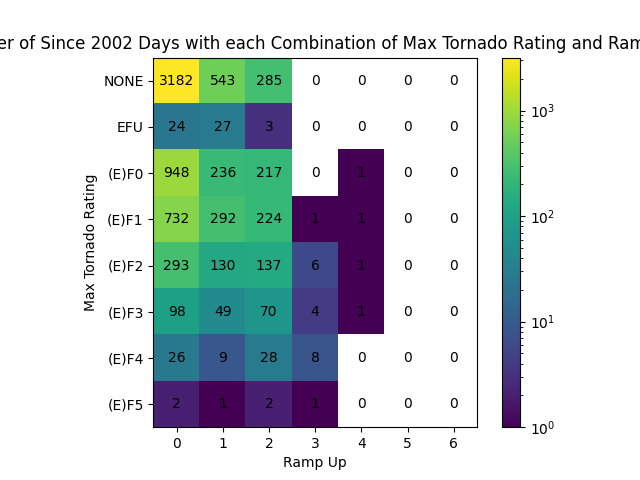 er of Since 2002 Days with each Combination of Max Tornado Rating and Ram
NONE 3182 543 285 0 0 0 0
EFU 24 27 3 0 0 0 0
(E)F0 948 236 217 0 1 0 0
(E)F1 732 292 224 1 1 0 0
(E)F2 293 130 137 6 1 0 0
(E)F3 98 49 70 4 1 0 0
(E)F4 26 9 28 8 0 0 0
(E)F5 2 1 2 1 0 0 0
0 1 2 3 4 5 6
Ramp Up
Max Tornado Rating
10³
10²
10¹
10⁰